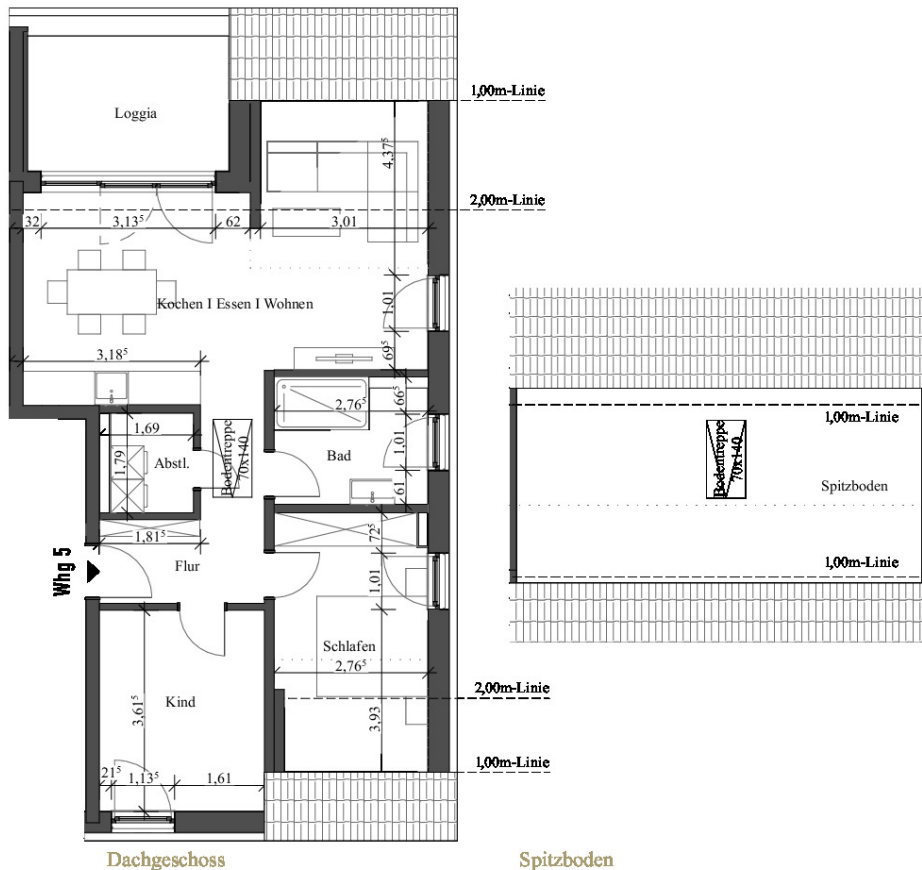 1,00m-Linie
Loggia
4,37⁵
2,00m-Linie
32
3,13⁵
62
3,01
Kochen I Essen I Wohnen
1,01
3,18⁵
69⁵
2,76⁵
66⁵
1,69
1,79
Abstl.
Bodentreppe
70x140
Bad
1,01
61
1,81⁵
72⁵
Whg 5
Flur
1,01
Schlafen
2,76⁵
Kind
3,61⁵
2,00m-Linie
3,93
21⁵
1,13⁵
1,61
1,00m-Linie
Dachgeschoss
1,00m-Linie
Bodentreppe
70x140
Spitzboden
1,00m-Linie
Spitzboden